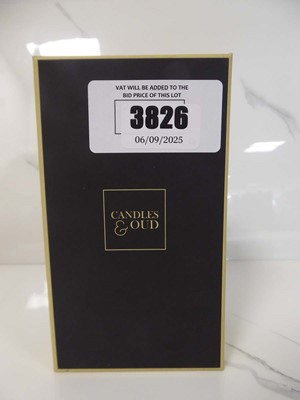 VAT WILL BE ADDED TO THE
BID PRICE OF THIS LOT
3826
06/09/2025
CANDLES
& OUD